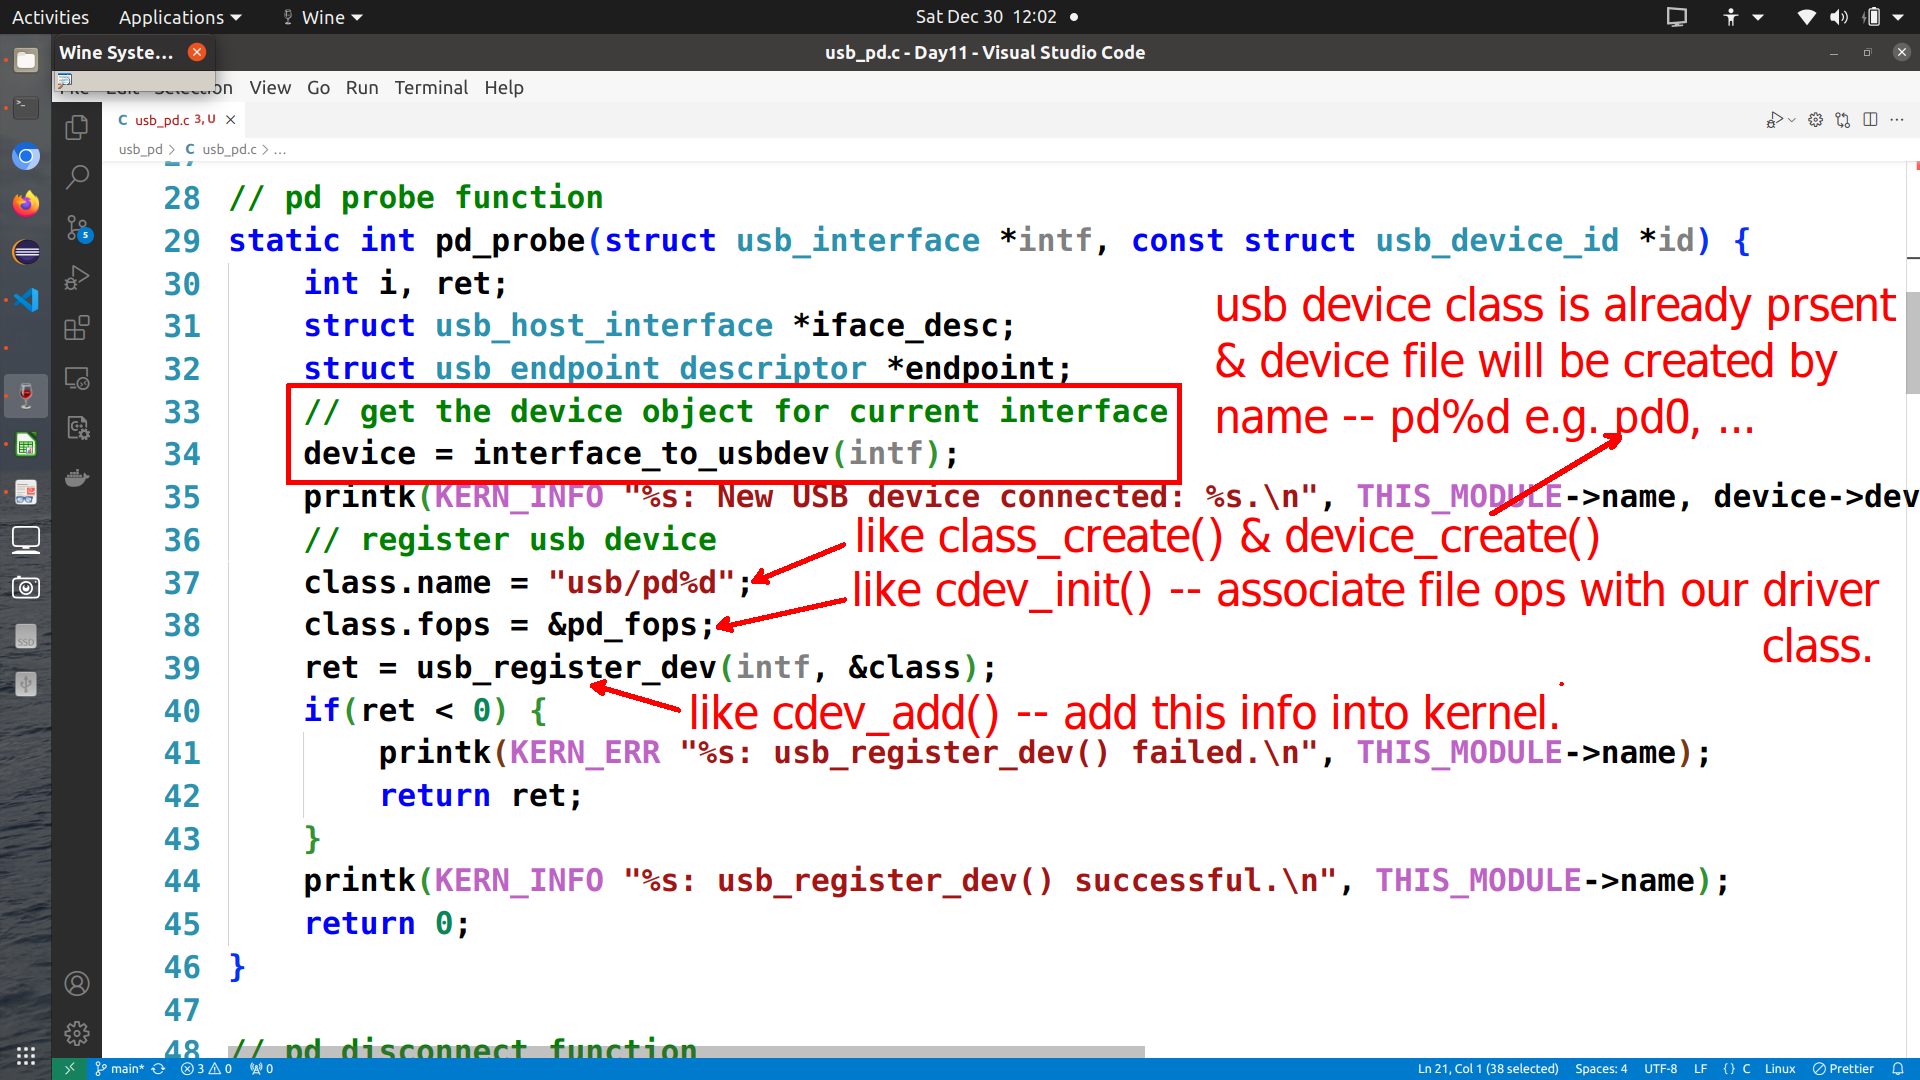 Activities Applications Wine Sat Dec 30 12:02
Wine Syste...
usb_pd.c - Day11 - Visual Studio Code
View Go Run Terminal Help
C usb_pd.c 3, U
usb_pd > C usb_pd.c > ...
28 // pd probe function
29 static int pd_probe(struct usb_interface *intf, const struct usb_device_id *id) {
30 int i, ret;
usb device class is already prsent
31 struct usb_host_interface *iface_desc;
32 struct usb_endpoint_descriptor *endpoint;
& device file will be created by
33 // get the device object for current interface
name -- pd%d e.g. pd0, ...
34 device = interface_to_usbdev(intf);
35 printk(KERN_INFO "%s: New USB device connected: %s.\n", THIS_MODULE->name, device->dev
36 // register usb device
like class_create() & device_create()
37 class.name = "usb/pd%d";
like cdev_init() -- associate file ops with our driver
class.
38 class.fops = &pd_fops;
39 ret = usb_register_dev(intf, &class);
40 if(ret < 0) {
like cdev_add() -- add this info into kernel.
41 printk(KERN_ERR "%s: usb_register_dev() failed.\n", THIS_MODULE->name);
42 return ret;
43 }
44 printk(KERN_INFO "%s: usb_register_dev() successful.\n", THIS_MODULE->name);
45 return 0;
46 }
47
48 // pd disconnect function
main* 3 0 0 Ln 21, Col 1 (38 selected) Spaces: 4 UTF-8 LF {} C Linux Prettier